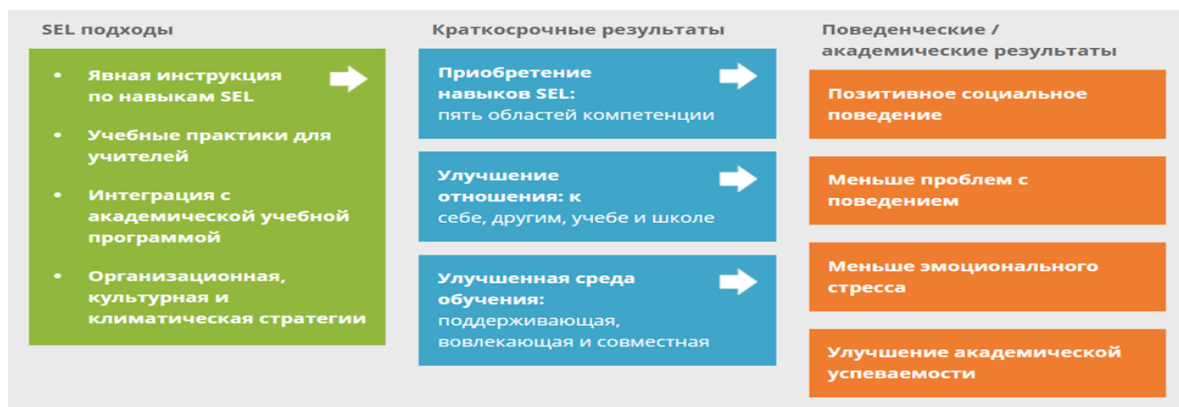 SEL подходы
• Явная инструкция
по навыкам SEL
• Учебные практики для
учителей
• Интеграция с
академической учебной
программой
• Организационная,
культурная и
климатическая стратегии
Краткосрочные результаты
Приобретение
навыков SEL:
пять областей компетенции
Улучшение
отношения: к
себе, другим, учебе и школе
Улучшенная среда
обучения:
поддерживающая,
вовлекающая и совместная
Поведенческие /
академические результаты
Позитивное социальное
поведение
Меньше проблем с
поведением
Меньше эмоционального
стресса
Улучшение академической
успеваемости